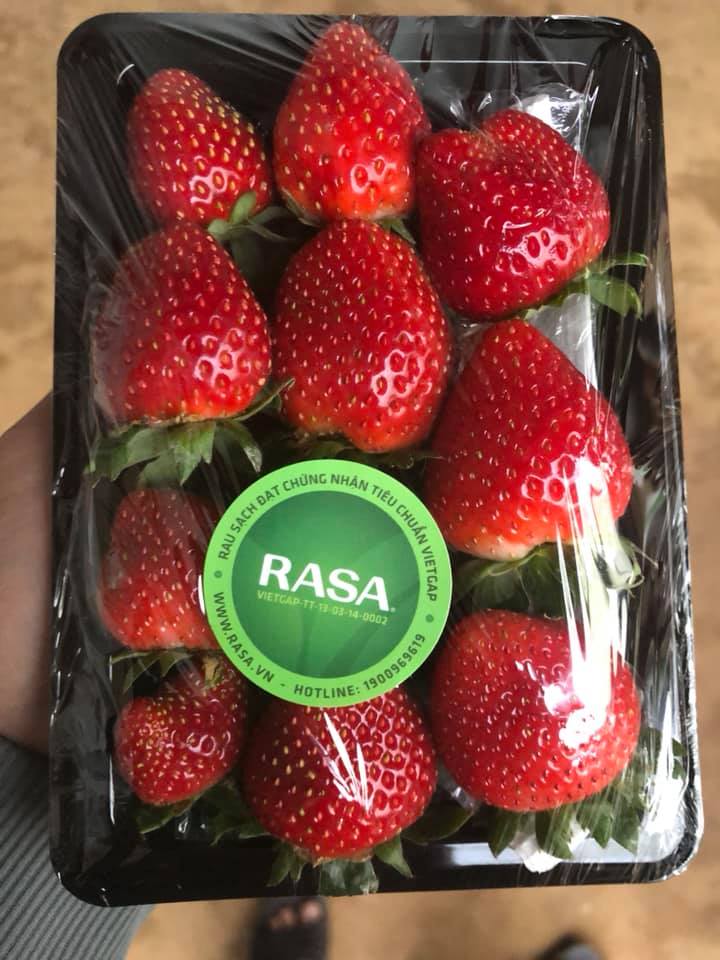 RAU SẠCH ĐẠT CHỨNG NHẬN TIÊU CHUẨN VIETGAP
RASA®
VIETGAP-TT-13-03-14-0002
WWW.RASA.VN - HOTLINE: 1900969619